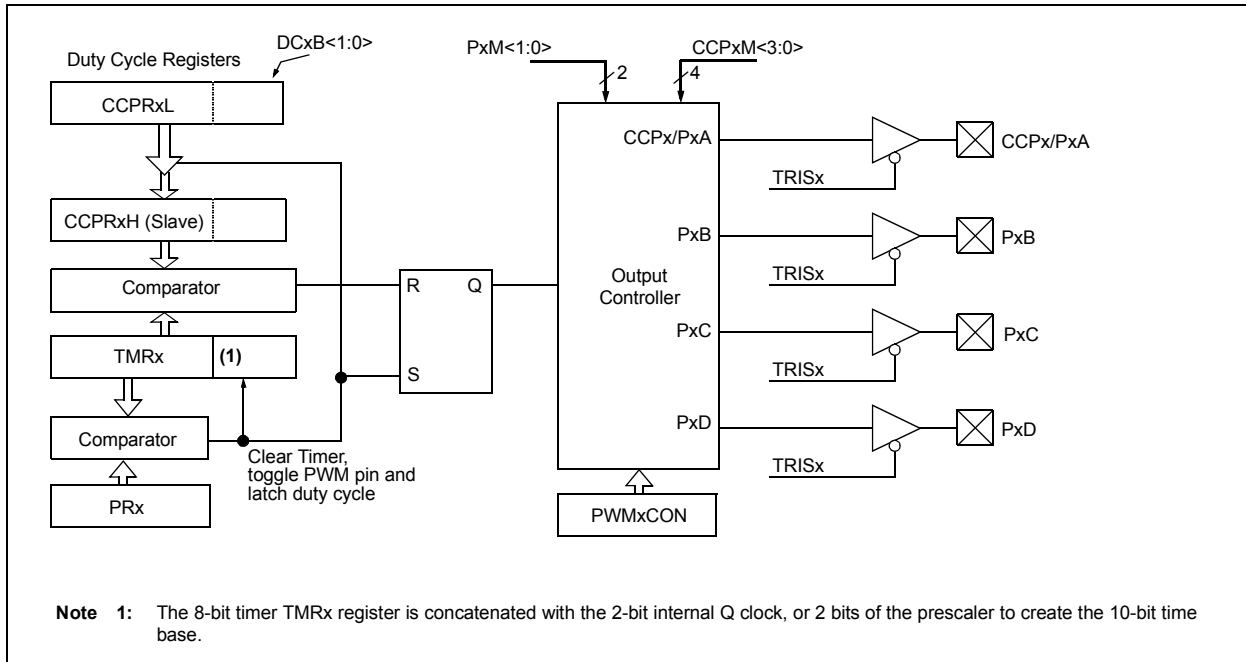 DCxB<1:0>
Duty Cycle Registers
PxM<1:0>
2
CCPxM<3:0>
4
CCPRxL
CCPx/PxA
CCPx/PxA
TRISx
CCPRxH (Slave)
PxB
PxB
TRISx
Comparator
R
Q
Output
Controller
TMRx
(1)
PxC
PxC
TRISx
S
Comparator
PxD
PxD
TRISx
Clear Timer,
toggle PWM pin and
latch duty cycle
PRx
PWMxCON
Note 1: The 8-bit timer TMRx register is concatenated with the 2-bit internal Q clock, or 2 bits of the prescaler to create the 10-bit time
base.